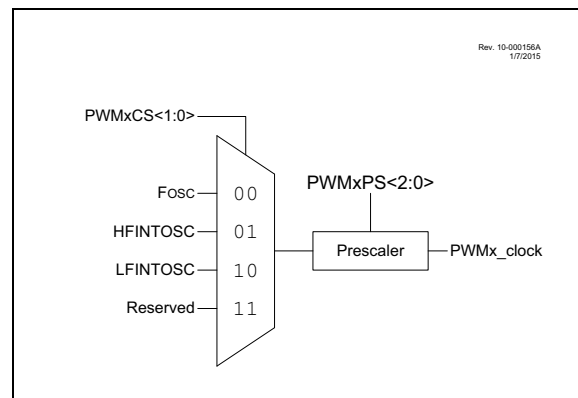 Rev. 10-000156A
1/7/2015
PWMxCS<1:0>
FOSC
00
PWMxPS<2:0>
HFINTOSC
01
Prescaler
PWMx_clock
LFINTOSC
10
Reserved
11